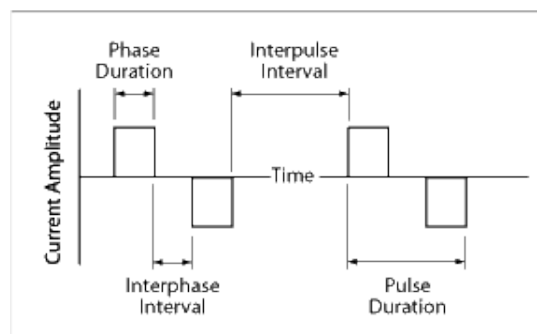 Phase
Duration
Interpulse
Interval
Current Amplitude
Time
Interphase
Interval
Pulse
Duration